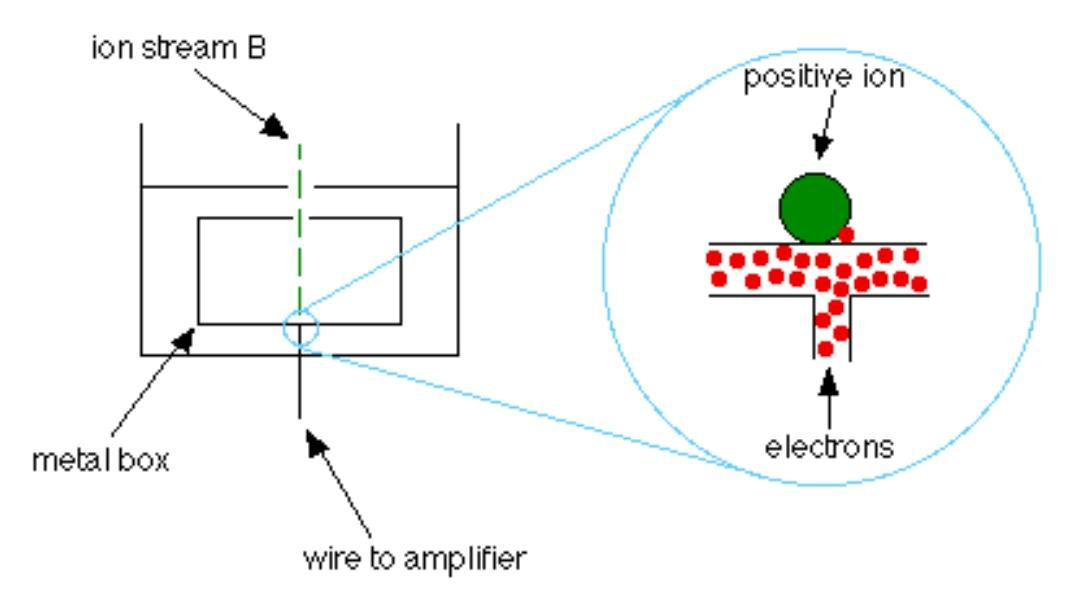 ion stream B
positive ion
metal box
electrons
wire to amplifier